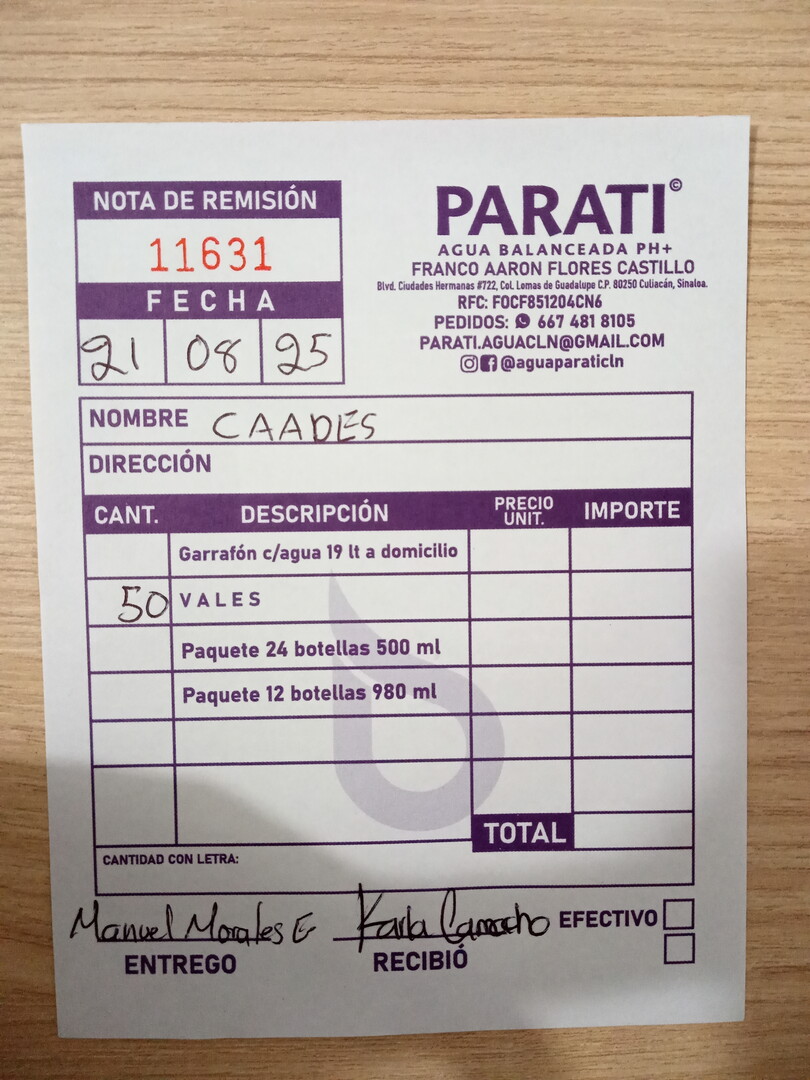 NOTA DE REMISIÓN
11631
FECHA
21 08 25
PARATI©
AGUA BALANCEADA PH+
FRANCO AARON FLORES CASTILLO
Blvd. Ciudades Hermanas #722, Col. Lomas de Guadalupe C.P. 80250 Culiacán, Sinaloa.
RFC: FOCF851204CN6
PEDIDOS: 667 481 8105
PARATI.AGUACLN@GMAIL.COM
@aguaparaticln
NOMBRE CAADES
DIRECCIÓN
CANT. DESCRIPCIÓN PRECIO UNIT. IMPORTE
Garrafón c/agua 19 lt a domicilio
50 VALES
Paquete 24 botellas 500 ml
Paquete 12 botellas 980 ml
TOTAL
CANTIDAD CON LETRA:
Manuel Morales E Karla Camacho EFECTIVO
ENTREGO RECIBIÓ